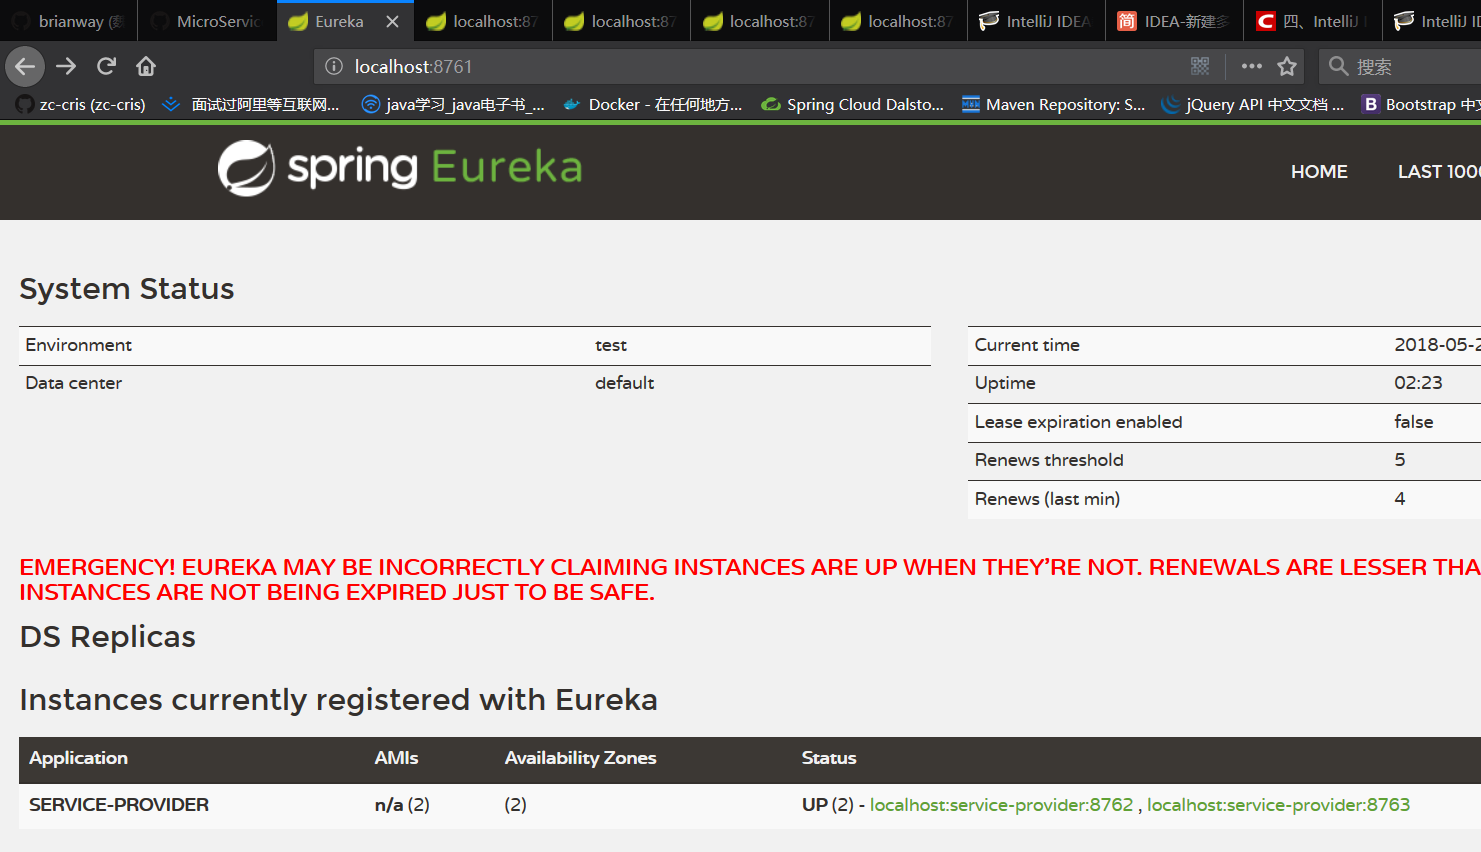 brianway ( 
MicroServic
Eureka
localhost:87
localhost:87
localhost:87
localhost:87
IntelliJ IDEA
简 IDEA-新建多
C 四、IntelliJ I
IntelliJ ID
localhost:8761
搜索
zc-cris (zc-cris)
面试过阿里等互联网...
java学习_java电子书_...
Docker - 在任何地方...
Spring Cloud Dalsto...
Maven Repository: S...
jQuery API 中文文档 ...
B Bootstrap 中文
spring Eureka
HOME
LAST 1000
System Status
Environment test
Data center default
Current time 2018-05-2
Uptime 02:23
Lease expiration enabled false
Renews threshold 5
Renews (last min) 4
EMERGENCY! EUREKA MAY BE INCORRECTLY CLAIMING INSTANCES ARE UP WHEN THEY'RE NOT. RENEWALS ARE LESSER THA
INSTANCES ARE NOT BEING EXPIRED JUST TO BE SAFE.
DS Replicas
Instances currently registered with Eureka
Application AMIs Availability Zones Status
SERVICE-PROVIDER n/a (2) (2) UP (2) - localhost:service-provider:8762 , localhost:service-provider:8763